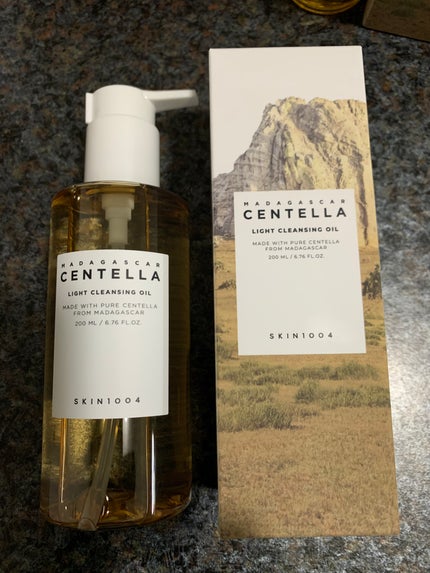 MADAGASCAR
CENTELLA
LIGHT CLEANSING OIL
MADE WITH PURE CENTELLA
FROM MADAGASCAR
200 ML / 6.76 FL.OZ.
SKIN1004
MADAGASCAR
CENTELLA
LIGHT CLEANSING OIL
MADE WITH PURE CENTELLA
FROM MADAGASCAR
200 ML / 6.76 FL.OZ.
SKIN1004